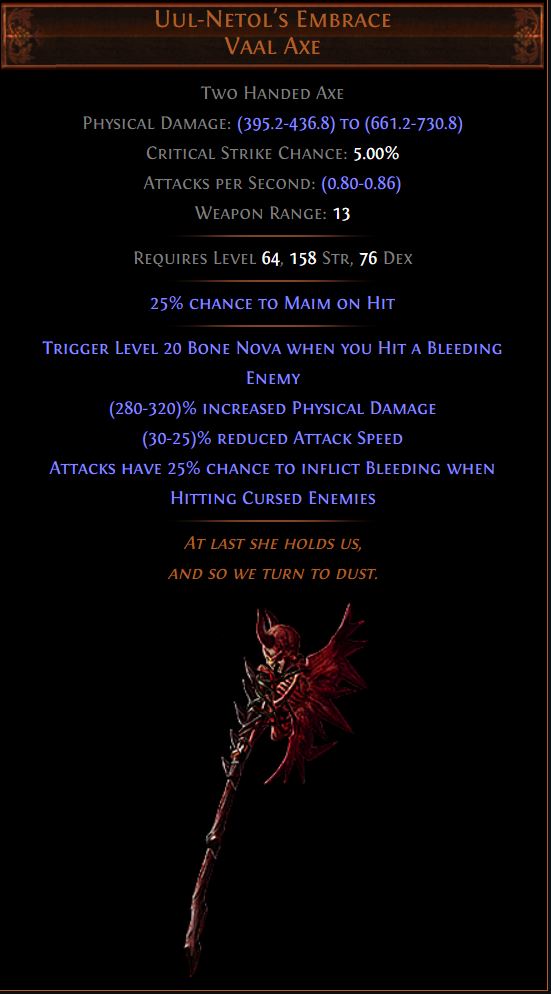 Uul-Netol's Embrace
Vaal Axe
Two Handed Axe
Physical Damage: (395.2-436.8) to (661.2-730.8)
Critical Strike Chance: 5.00%
Attacks per Second: (0.80-0.86)
Weapon Range: 13
Requires Level 64, 158 Str, 76 Dex
25% chance to Maim on Hit
Trigger Level 20 Bone Nova when you Hit a Bleeding
Enemy
(280-320)% increased Physical Damage
(30-25)% reduced Attack Speed
Attacks have 25% chance to inflict Bleeding when
Hitting Cursed Enemies
At last she holds us,
and so we turn to dust.